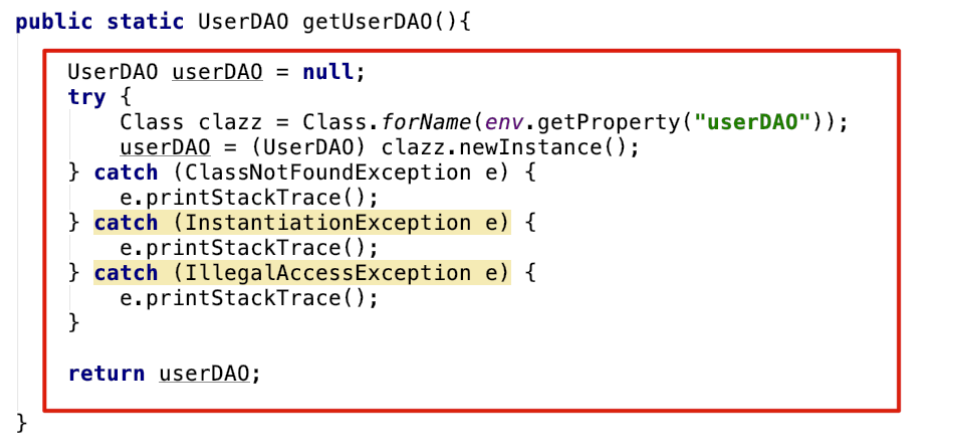 public static UserDAO getUserDAO(){
UserDAO userDAO = null;
try {
Class clazz = Class.forName(env.getProperty("userDAO"));
userDAO = (UserDAO) clazz.newInstance();
} catch (ClassNotFoundException e) {
e.printStackTrace();
} catch (InstantiationException e) {
e.printStackTrace();
} catch (IllegalAccessException e) {
e.printStackTrace();
}
return userDAO;
}